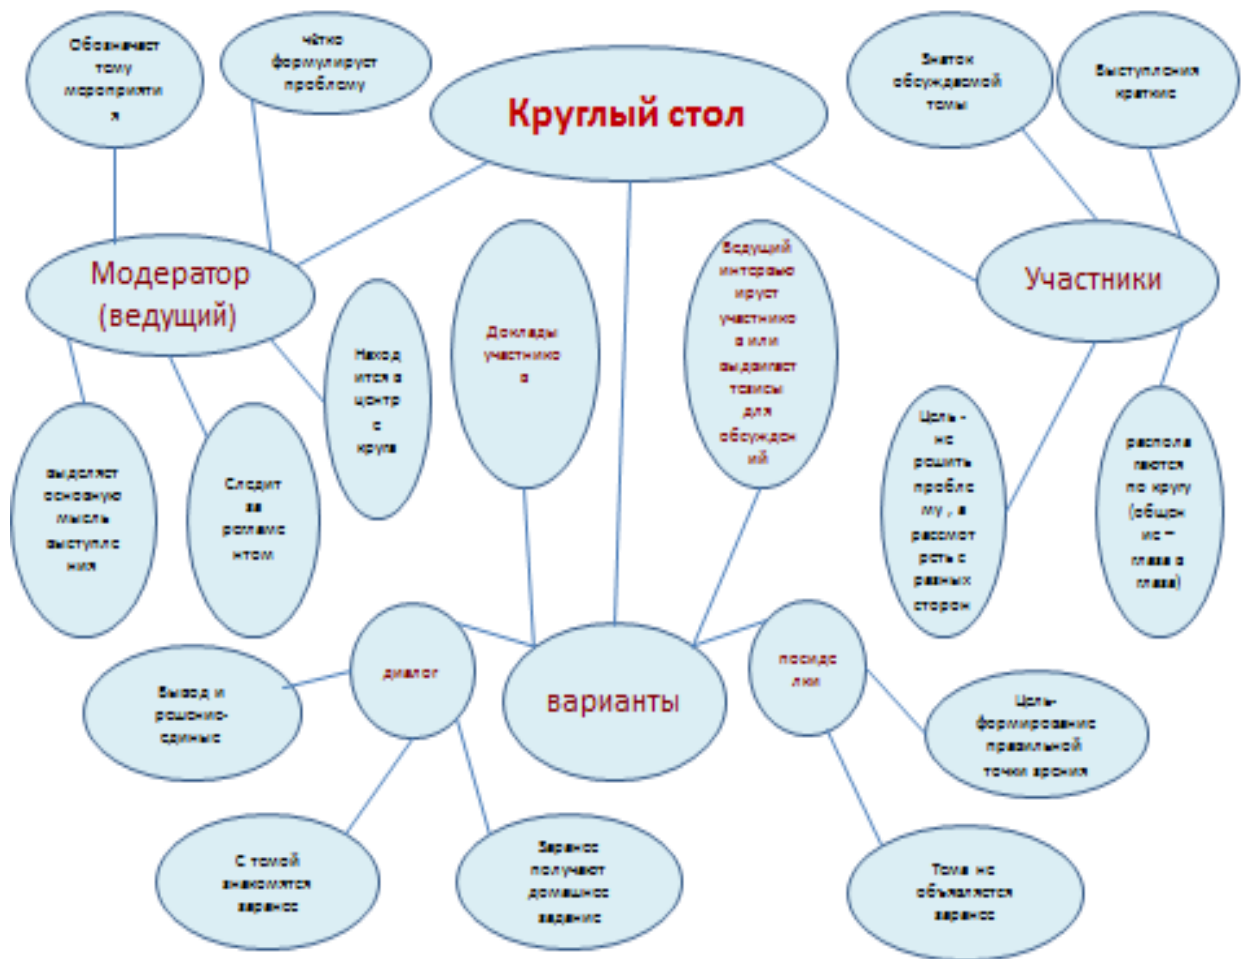 Обозначает
тему
мероприяти
я
чётко
формулирует
проблему
Круглый стол
Знаток
обсуждаемой
темы
Выступления
краткие
Модератор
(ведущий)
Участники
Наход
ится в
центр
е
круга
Доклады
участнико
в
Ведущий
интервью
ирует
участнико
в или
выдвигает
тезисы
для
обсужден
ий
выделяет
основную
мысль
выступле
ния
Следит
за
регламе
нтом
Цель -
не
решить
пробле
му , а
рассмот
реть с
разных
сторон
распола
гаются
по кругу
(общен
ие –
глаза в
глаза)
диалог
варианты
посиде
лки
Вывод и
решение-
единые
Цель-
формирование
правильной
точки зрения
С темой
знакомятся
заранее
Заранее
получают
домашнее
задание
Тема не
объявляется
заранее